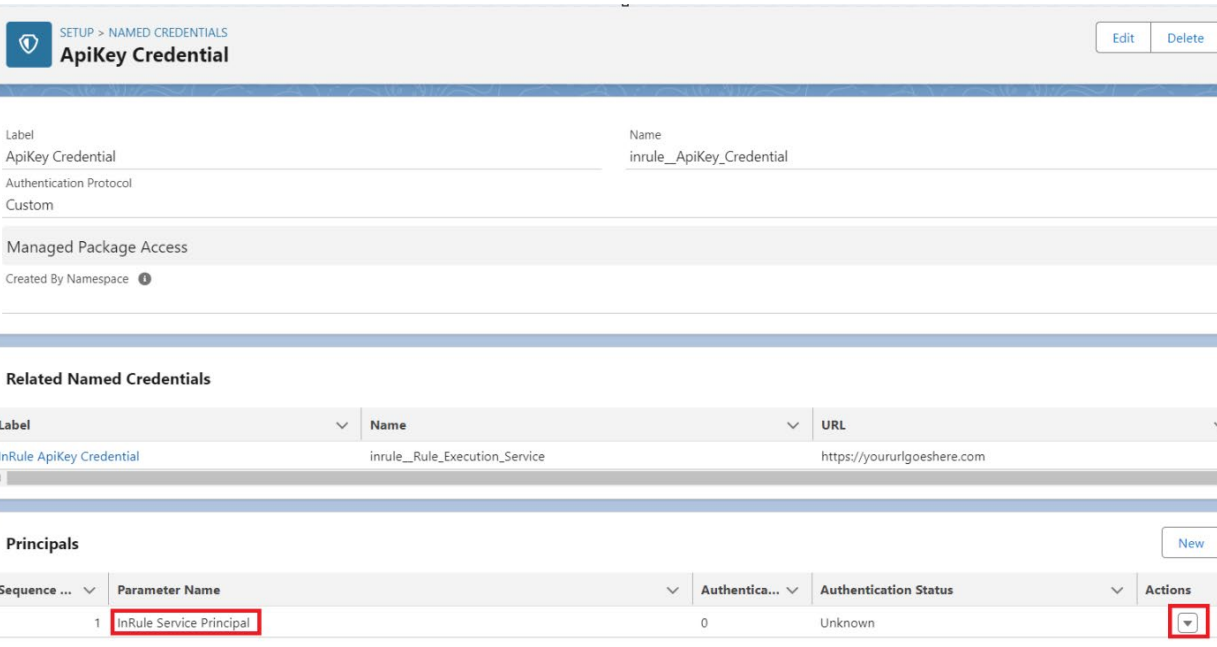 SETUP > NAMED CREDENTIALS
ApiKey Credential
Edit
Delete
Label
ApiKey Credential
Name
inrule__ApiKey_Credential
Authentication Protocol
Custom
Managed Package Access
Created By Namespace
Related Named Credentials
Label
Name
URL
InRule ApiKey Credential
inrule__Rule_Execution_Service
https://yoururlgoeshere.com
Principals
New
Sequence ...
Parameter Name
Authentica...
Authentication Status
Actions
1
InRule Service Principal
0
Unknown